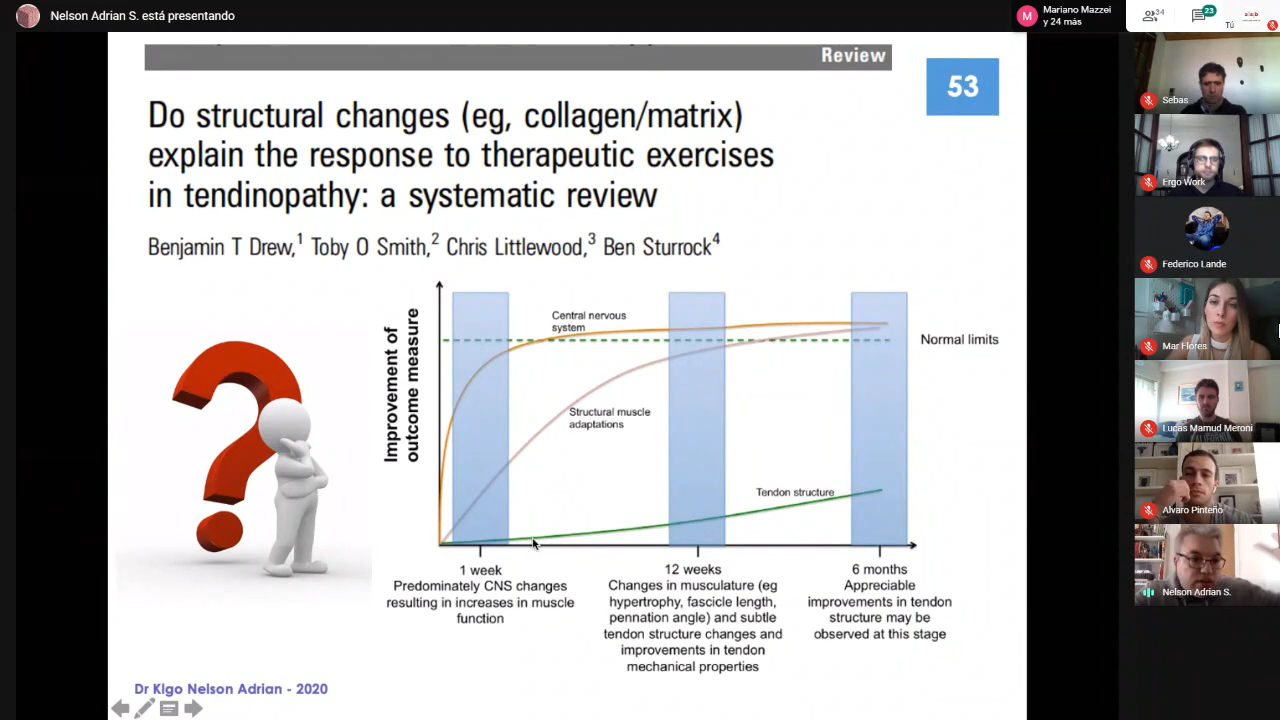 Nelson Adrian S. está presentando
Mariano Mazzei
y 24 más
34
23
Tú
Review
53
Do structural changes (eg, collagen/matrix)
explain the response to therapeutic exercises
in tendinopathy: a systematic review
Benjamin T Drew,1 Toby O Smith,2 Chris Littlewood,3 Ben Sturrock4
Improvement of
outcome measure
Central nervous
system
Normal limits
Structural muscle
adaptations
Tendon structure
1 week
Predominately CNS changes
resulting in increases in muscle
function
12 weeks
Changes in musculature (eg
hypertrophy, fascicle length,
pennation angle) and subtle
tendon structure changes and
improvements in tendon
mechanical properties
6 months
Appreciable
improvements in tendon
structure may be
observed at this stage
Dr Klgo Nelson Adrian - 2020
M
Sebas
Ergo Work
Federico Lande
Mar Flores
Lucas Mamud Meroni
Alvaro Pinteño
Nelson Adrian S.